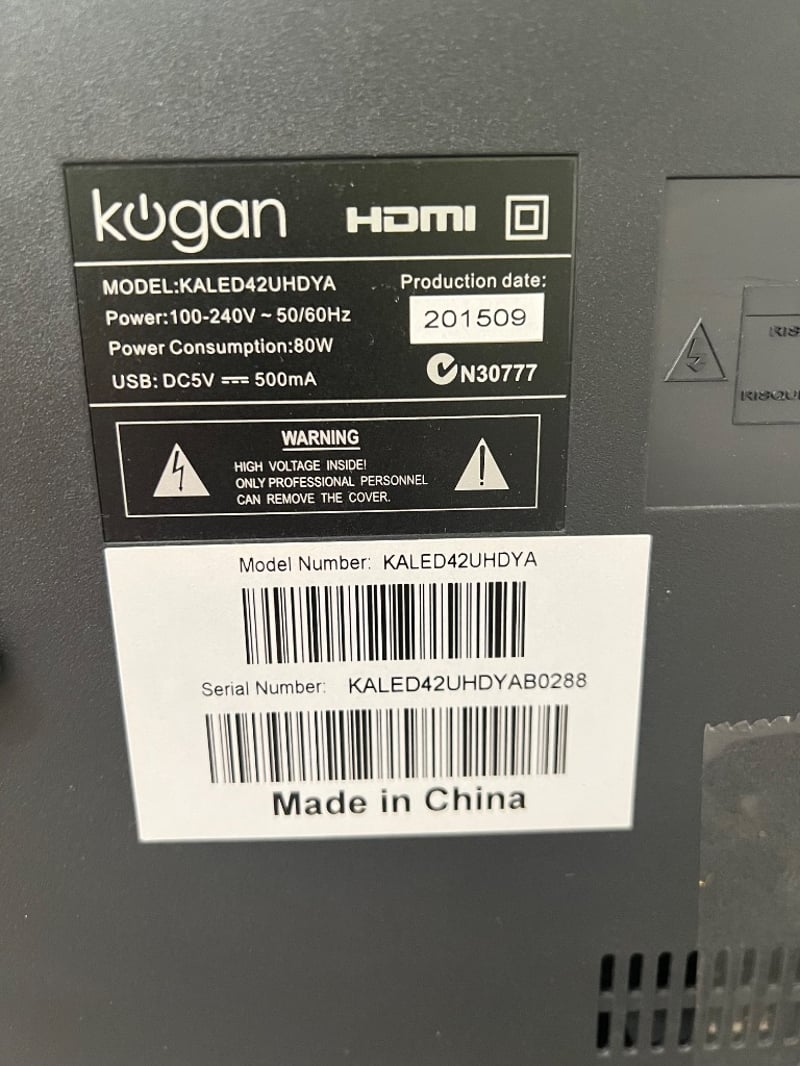 kogan HDMI
MODEL:KALED42UHDYA
Power:100-240V ~ 50/60Hz
Power Consumption:80W
USB: DC5V ⎓ 500mA
Production date:
201509
N30777
WARNING
HIGH VOLTAGE INSIDE!
ONLY PROFESSIONAL PERSONNEL
CAN REMOVE THE COVER.
Model Number: KALED42UHDYA
Serial Number: KALED42UHDYAB0288
Made in China